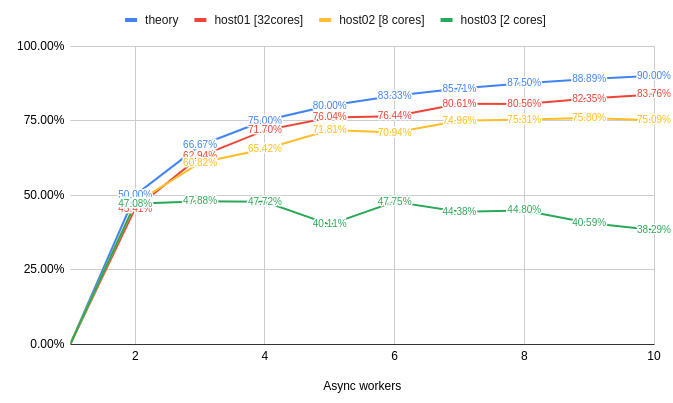 theory host01 [32cores] host02 [8 cores] host03 [2 cores]
100.00%
75.00%
50.00%
25.00%
0.00%
50.00% 66.67% 75.00% 80.00% 83.33% 85.71% 87.50% 88.89% 90.00%
45.41% 62.94% 71.70% 76.04% 76.44% 80.61% 80.56% 82.35% 83.76%
60.82% 65.42% 71.81% 70.94% 74.96% 75.31% 75.80% 75.09%
47.08% 47.88% 47.72% 40.11% 47.75% 44.38% 44.80% 40.59% 38.29%
2 4 6 8 10
Async workers